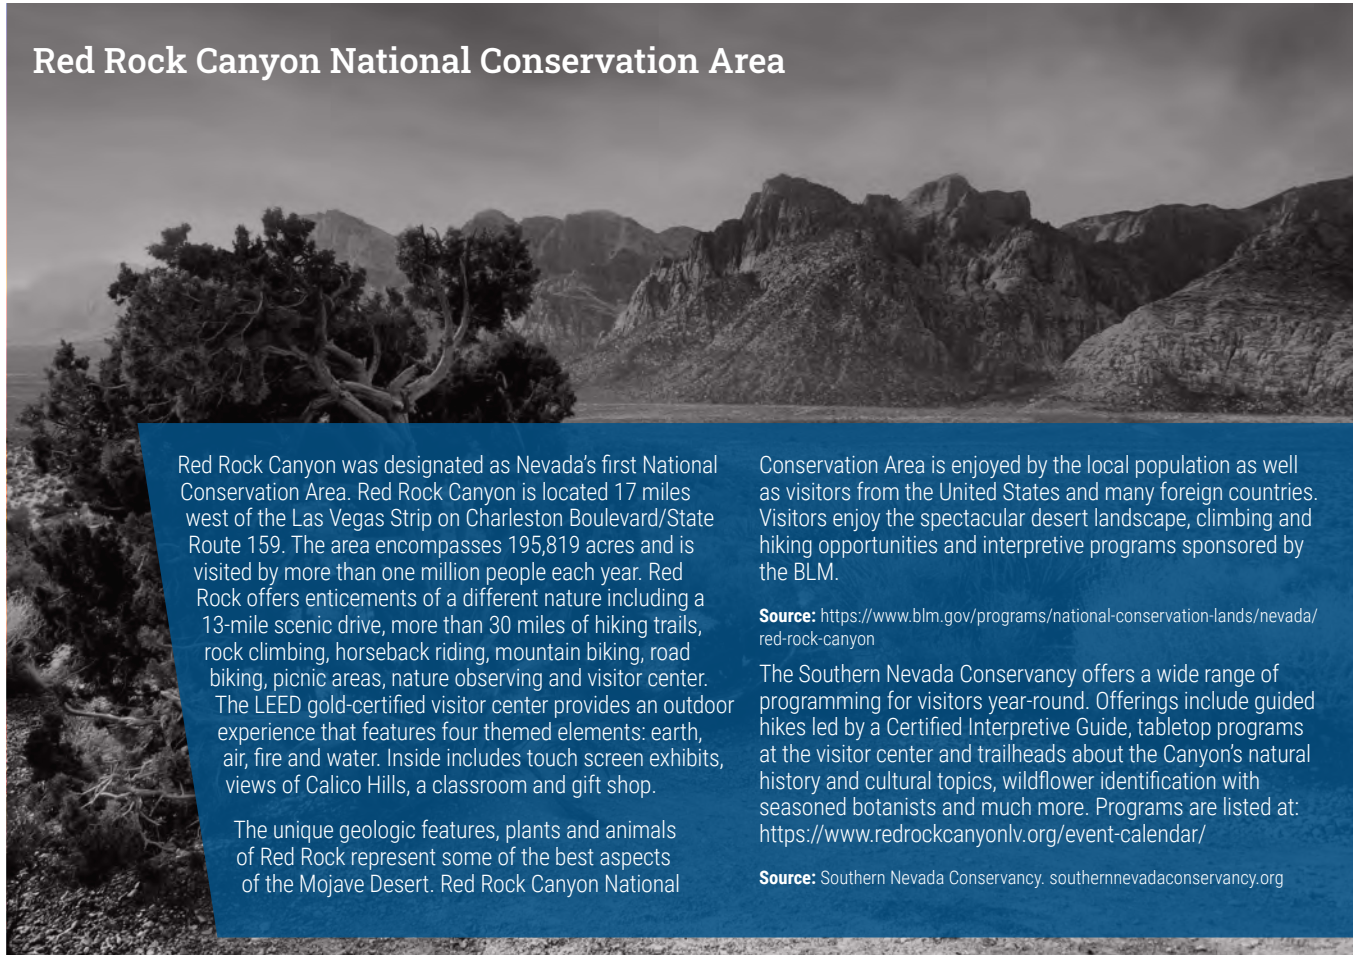 Red Rock Canyon National Conservation Area
Red Rock Canyon was designated as Nevada’s first National
Conservation Area. Red Rock Canyon is located 17 miles
west of the Las Vegas Strip on Charleston Boulevard/State
Route 159. The area encompasses 195,819 acres and is
visited by more than one million people each year. Red
Rock offers enticements of a different nature including a
13-mile scenic drive, more than 30 miles of hiking trails,
rock climbing, horseback riding, mountain biking, road
biking, picnic areas, nature observing and visitor center.
The LEED gold-certified visitor center provides an outdoor
experience that features four themed elements: earth,
air, fire and water. Inside includes touch screen exhibits,
views of Calico Hills, a classroom and gift shop.
The unique geologic features, plants and animals
of Red Rock represent some of the best aspects
of the Mojave Desert. Red Rock Canyon National
Conservation Area is enjoyed by the local population as well
as visitors from the United States and many foreign countries.
Visitors enjoy the spectacular desert landscape, climbing and
hiking opportunities and interpretive programs sponsored by
the BLM.
Source: https://www.blm.gov/programs/national-conservation-lands/nevada/
red-rock-canyon
The Southern Nevada Conservancy offers a wide range of
programming for visitors year-round. Offerings include guided
hikes led by a Certified Interpretive Guide, tabletop programs
at the visitor center and trailheads about the Canyon’s natural
history and cultural topics, wildflower identification with
seasoned botanists and much more. Programs are listed at:
https://www.redrockcanyonlv.org/event-calendar/
Source: Southern Nevada Conservancy. southernnevadaconservancy.org